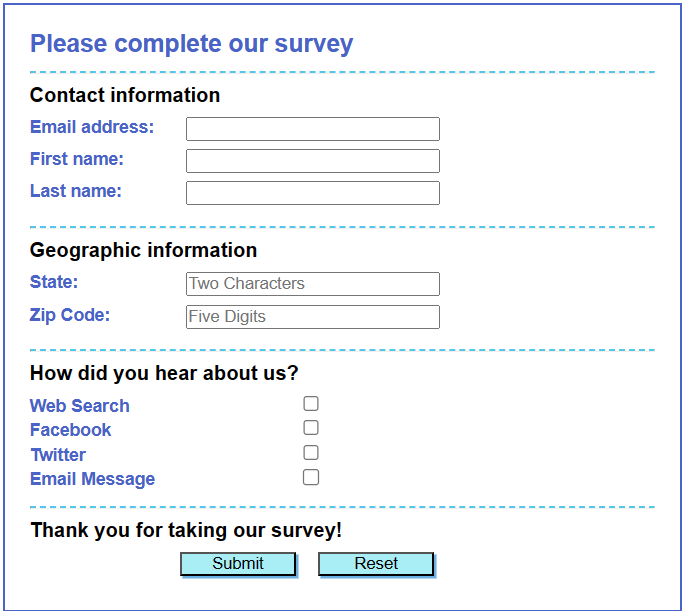 Please complete our survey
Contact information
Email address:
First name:
Last name:
Geographic information
State: Two Characters
Zip Code: Five Digits
How did you hear about us?
Web Search
Facebook
Twitter
Email Message
Thank you for taking our survey!
Submit Reset